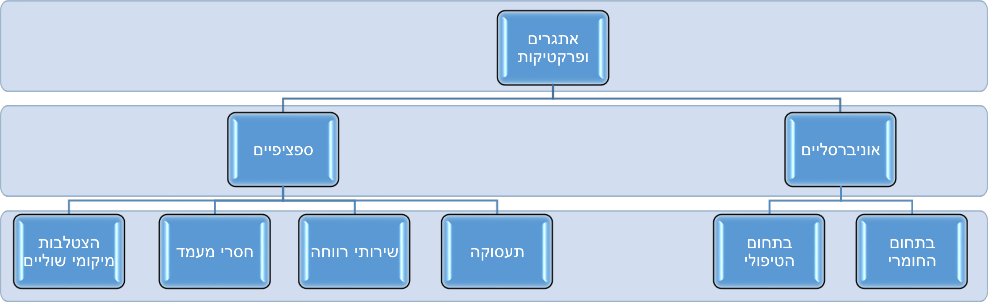 אתגרים
ופרקטיקות
אוניברסליים
ספציפיים
בתחום
החומרי
בתחום
הטיפולי
תעסוקה
שירותי רווחה
חסרי מעמד
הצטלבות
מיקומי שוליים